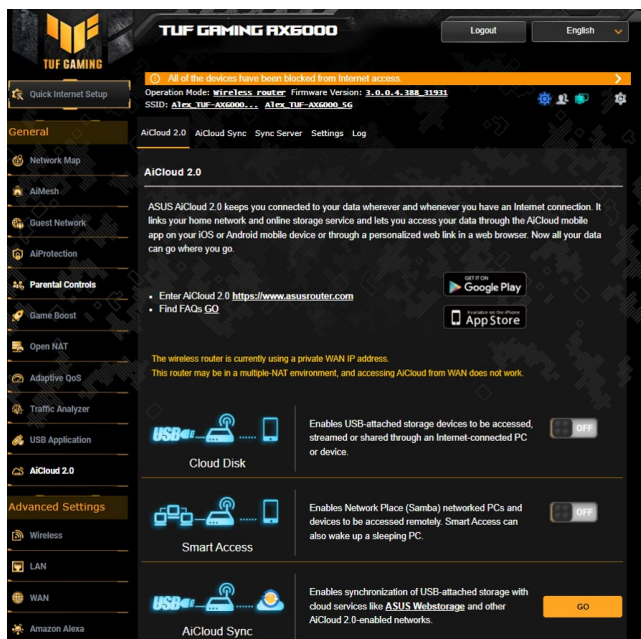 TUF GAMING AX6000
Logout
English
TUF GAMING
All of the devices have been blocked from Internet access.
Quick Internet Setup
Operation Mode: Wireless router Firmware Version: 3.0.0.4.388_31931
SSID: Alex_TUF-AX6000... Alex_TUF-AX6000_5G
General
Network Map
AiMesh
Guest Network
AiProtection
Parental Controls
Game Boost
Open NAT
Adaptive QoS
Traffic Analyzer
USB Application
AiCloud 2.0
Advanced Settings
Wireless
LAN
WAN
Amazon Alexa
AiCloud 2.0 AiCloud Sync Sync Server Settings Log
AiCloud 2.0
ASUS AiCloud 2.0 keeps you connected to your data wherever and whenever you have an Internet connection. It
links your home network and online storage service and lets you access your data through the AiCloud mobile
app on your iOS or Android mobile device or through a personalized web link in a web browser. Now all your data
can go where you go.
Enter AiCloud 2.0 https://www.asusrouter.com
Find FAQs GO
GET IT ON
Google Play
Available on the iPhone
App Store
The wireless router is currently using a private WAN IP address.
This router may be in a multiple-NAT environment, and accessing AiCloud from WAN does not work.
USB
Cloud Disk
Enables USB-attached storage devices to be accessed,
streamed or shared through an Internet-connected PC
or device.
OFF
Smart Access
Enables Network Place (Samba) networked PCs and
devices to be accessed remotely. Smart Access can
also wake up a sleeping PC.
OFF
USB
AiCloud Sync
Enables synchronization of USB-attached storage with
cloud services like ASUS Webstorage and other
AiCloud 2.0-enabled networks.
GO